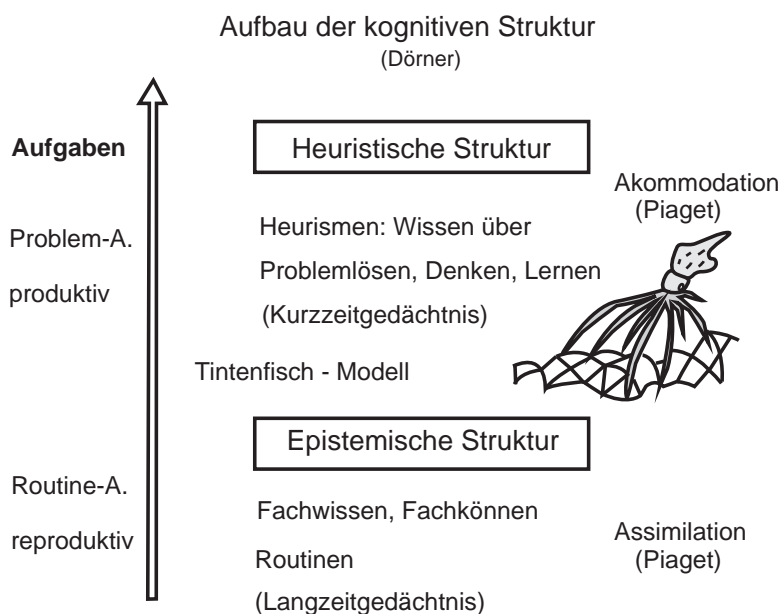 Aufbau der kognitiven Struktur
(Dörner)
Aufgaben
Heuristische Struktur
Akommodation
(Piaget)
Problem-A.
produktiv
Heurismen: Wissen über
Problemlösen, Denken, Lernen
(Kurzzeitgedächtnis)
Tintenfisch - Modell
Epistemische Struktur
Routine-A.
reproduktiv
Fachwissen, Fachkönnen
Routinen
(Langzeitgedächtnis)
Assimilation
(Piaget)